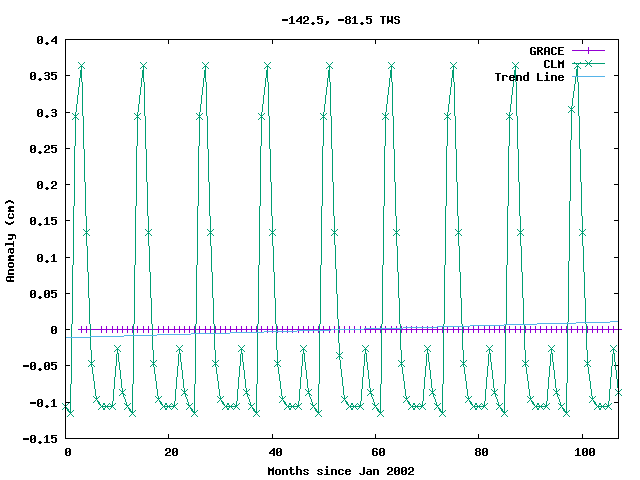 -142.5, -81.5 TWS
GRACE
CLM
Trend Line
0.4
0.35
0.3
0.25
0.2
0.15
0.1
0.05
0
-0.05
-0.1
-0.15
Anomaly (cm)
0 20 40 60 80 100
Months since Jan 2002